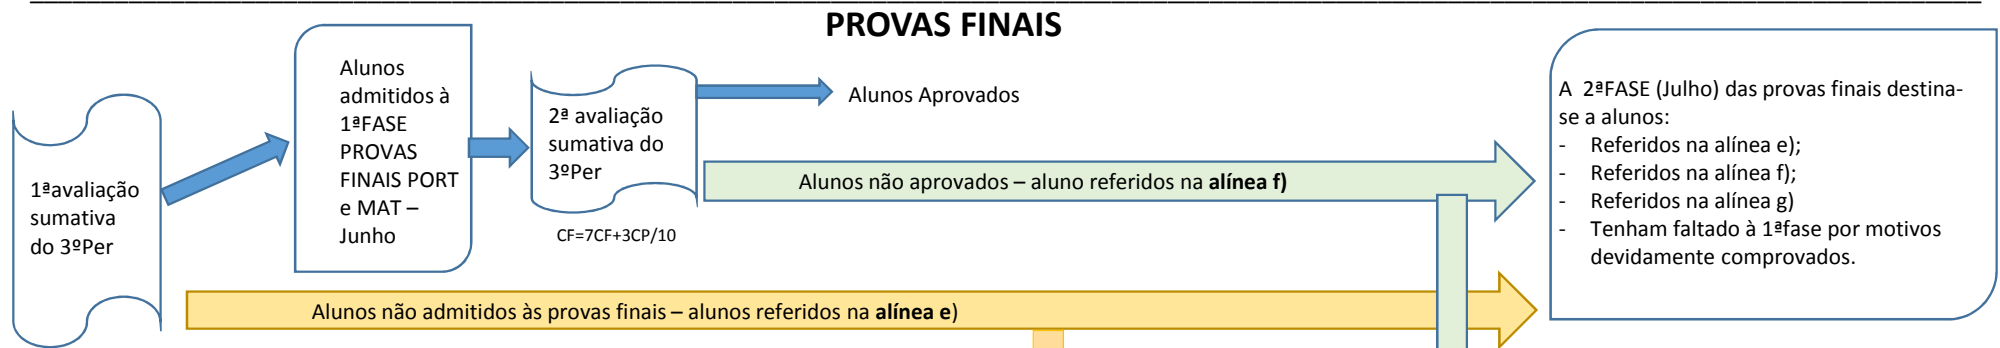 PROVAS FINAIS
1ªavaliação
sumativa
do 3ºPer
Alunos
admitidos à
1ªFASE
PROVAS
FINAIS PORT
e MAT –
Junho
2ª avaliação
sumativa do
3ºPer
CF=7CF+3CP/10
Alunos Aprovados
Alunos não aprovados – aluno referidos na alínea f)
Alunos não admitidos às provas finais – alunos referidos na alínea e)
A 2ªFASE (Julho) das provas finais destina-
se a alunos:
- Referidos na alínea e);
- Referidos na alínea f);
- Referidos na alínea g)
- Tenham faltado à 1ªfase por motivos
devidamente comprovados.